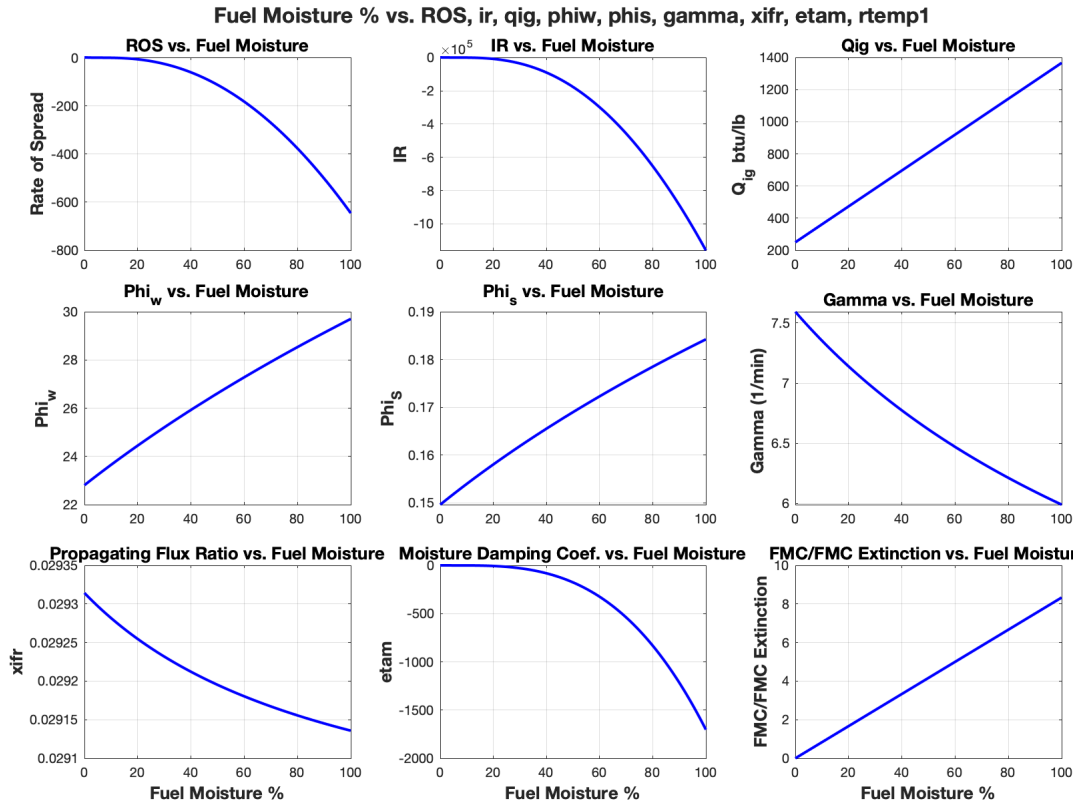 Fuel Moisture % vs. ROS, ir, qig, phiw, phis, gamma, xifr, etam, rtemp1
ROS vs. Fuel Moisture
0
-200
-400
-600
-800
Rate of Spread
0 20 40 60 80 100
×10⁵
IR vs. Fuel Moisture
0
-2
-4
-6
-8
-10
IR
0 20 40 60 80 100
Qig vs. Fuel Moisture
1400
1200
1000
800
600
400
200
Q_ig btu/lb
0 20 40 60 80 100
Phi_w vs. Fuel Moisture
30
28
26
24
22
Phi_w
0 20 40 60 80 100
Phi_s vs. Fuel Moisture
0.19
0.18
0.17
0.16
0.15
Phi_S
0 20 40 60 80 100
Gamma vs. Fuel Moisture
7.5
7
6.5
6
Gamma (1/min)
0 20 40 60 80 100
Propagating Flux Ratio vs. Fuel Moisture
0.02935
0.0293
0.02925
0.0292
0.02915
0.0291
xifr
0 20 40 60 80 100
Fuel Moisture %
Moisture Damping Coef. vs. Fuel Moisture
0
-500
-1000
-1500
-2000
etam
0 20 40 60 80 100
Fuel Moisture %
FMC/FMC Extinction vs. Fuel Moistur
10
8
6
4
2
0
FMC/FMC Extinction
0 20 40 60 80 100
Fuel Moisture %